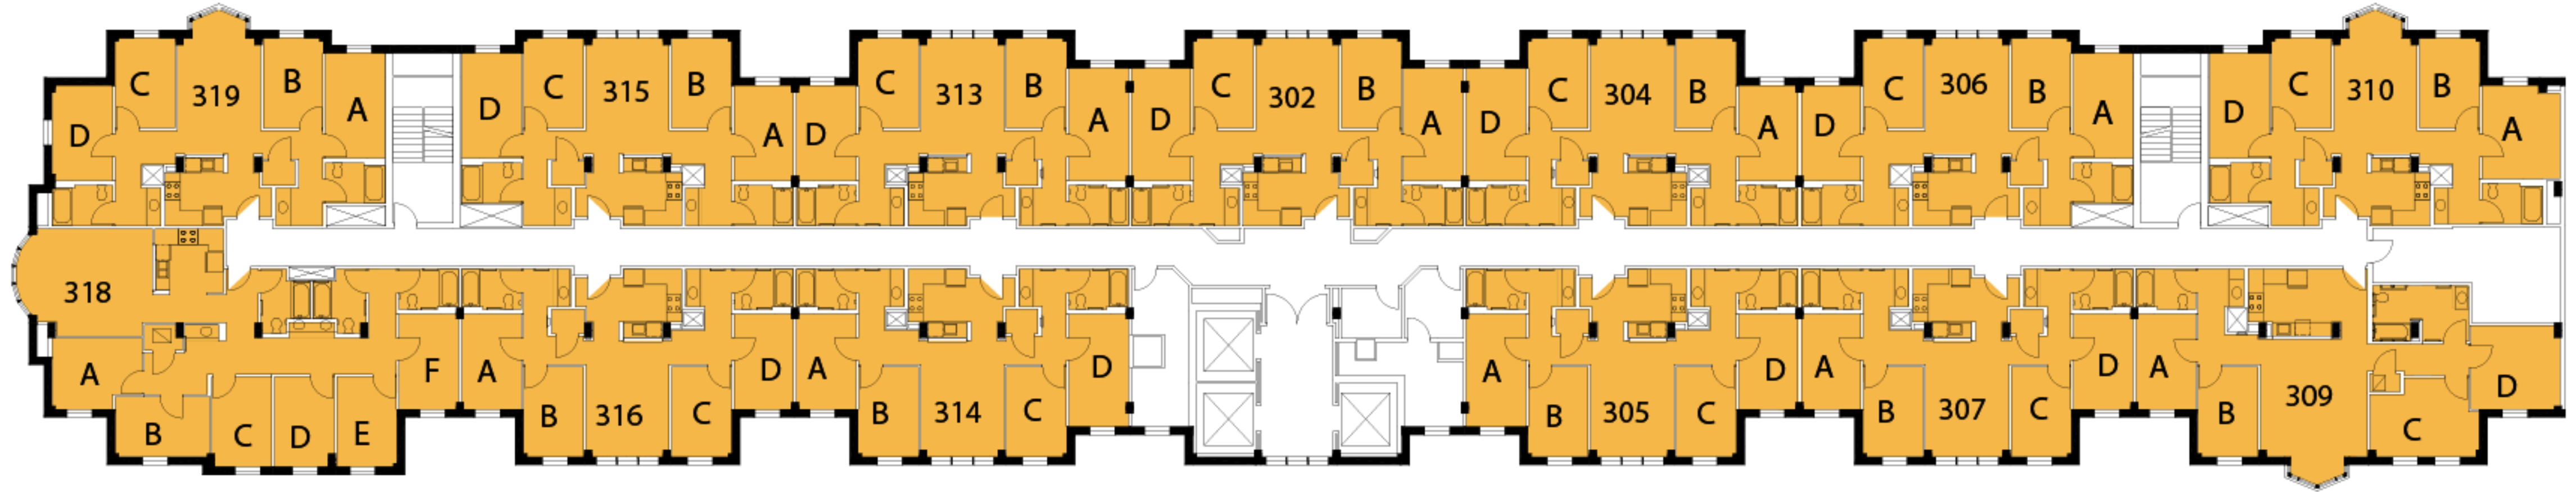 C 319 B A D
D C 315 B A
D C 313 B A
D C 302 B A
D C 304 B A
D C 306 B A
D C 310 B A
318 A B C D E F
A B 316 C D
A B 314 C D
A B 305 C D
A B 307 C D
A B 309 C D